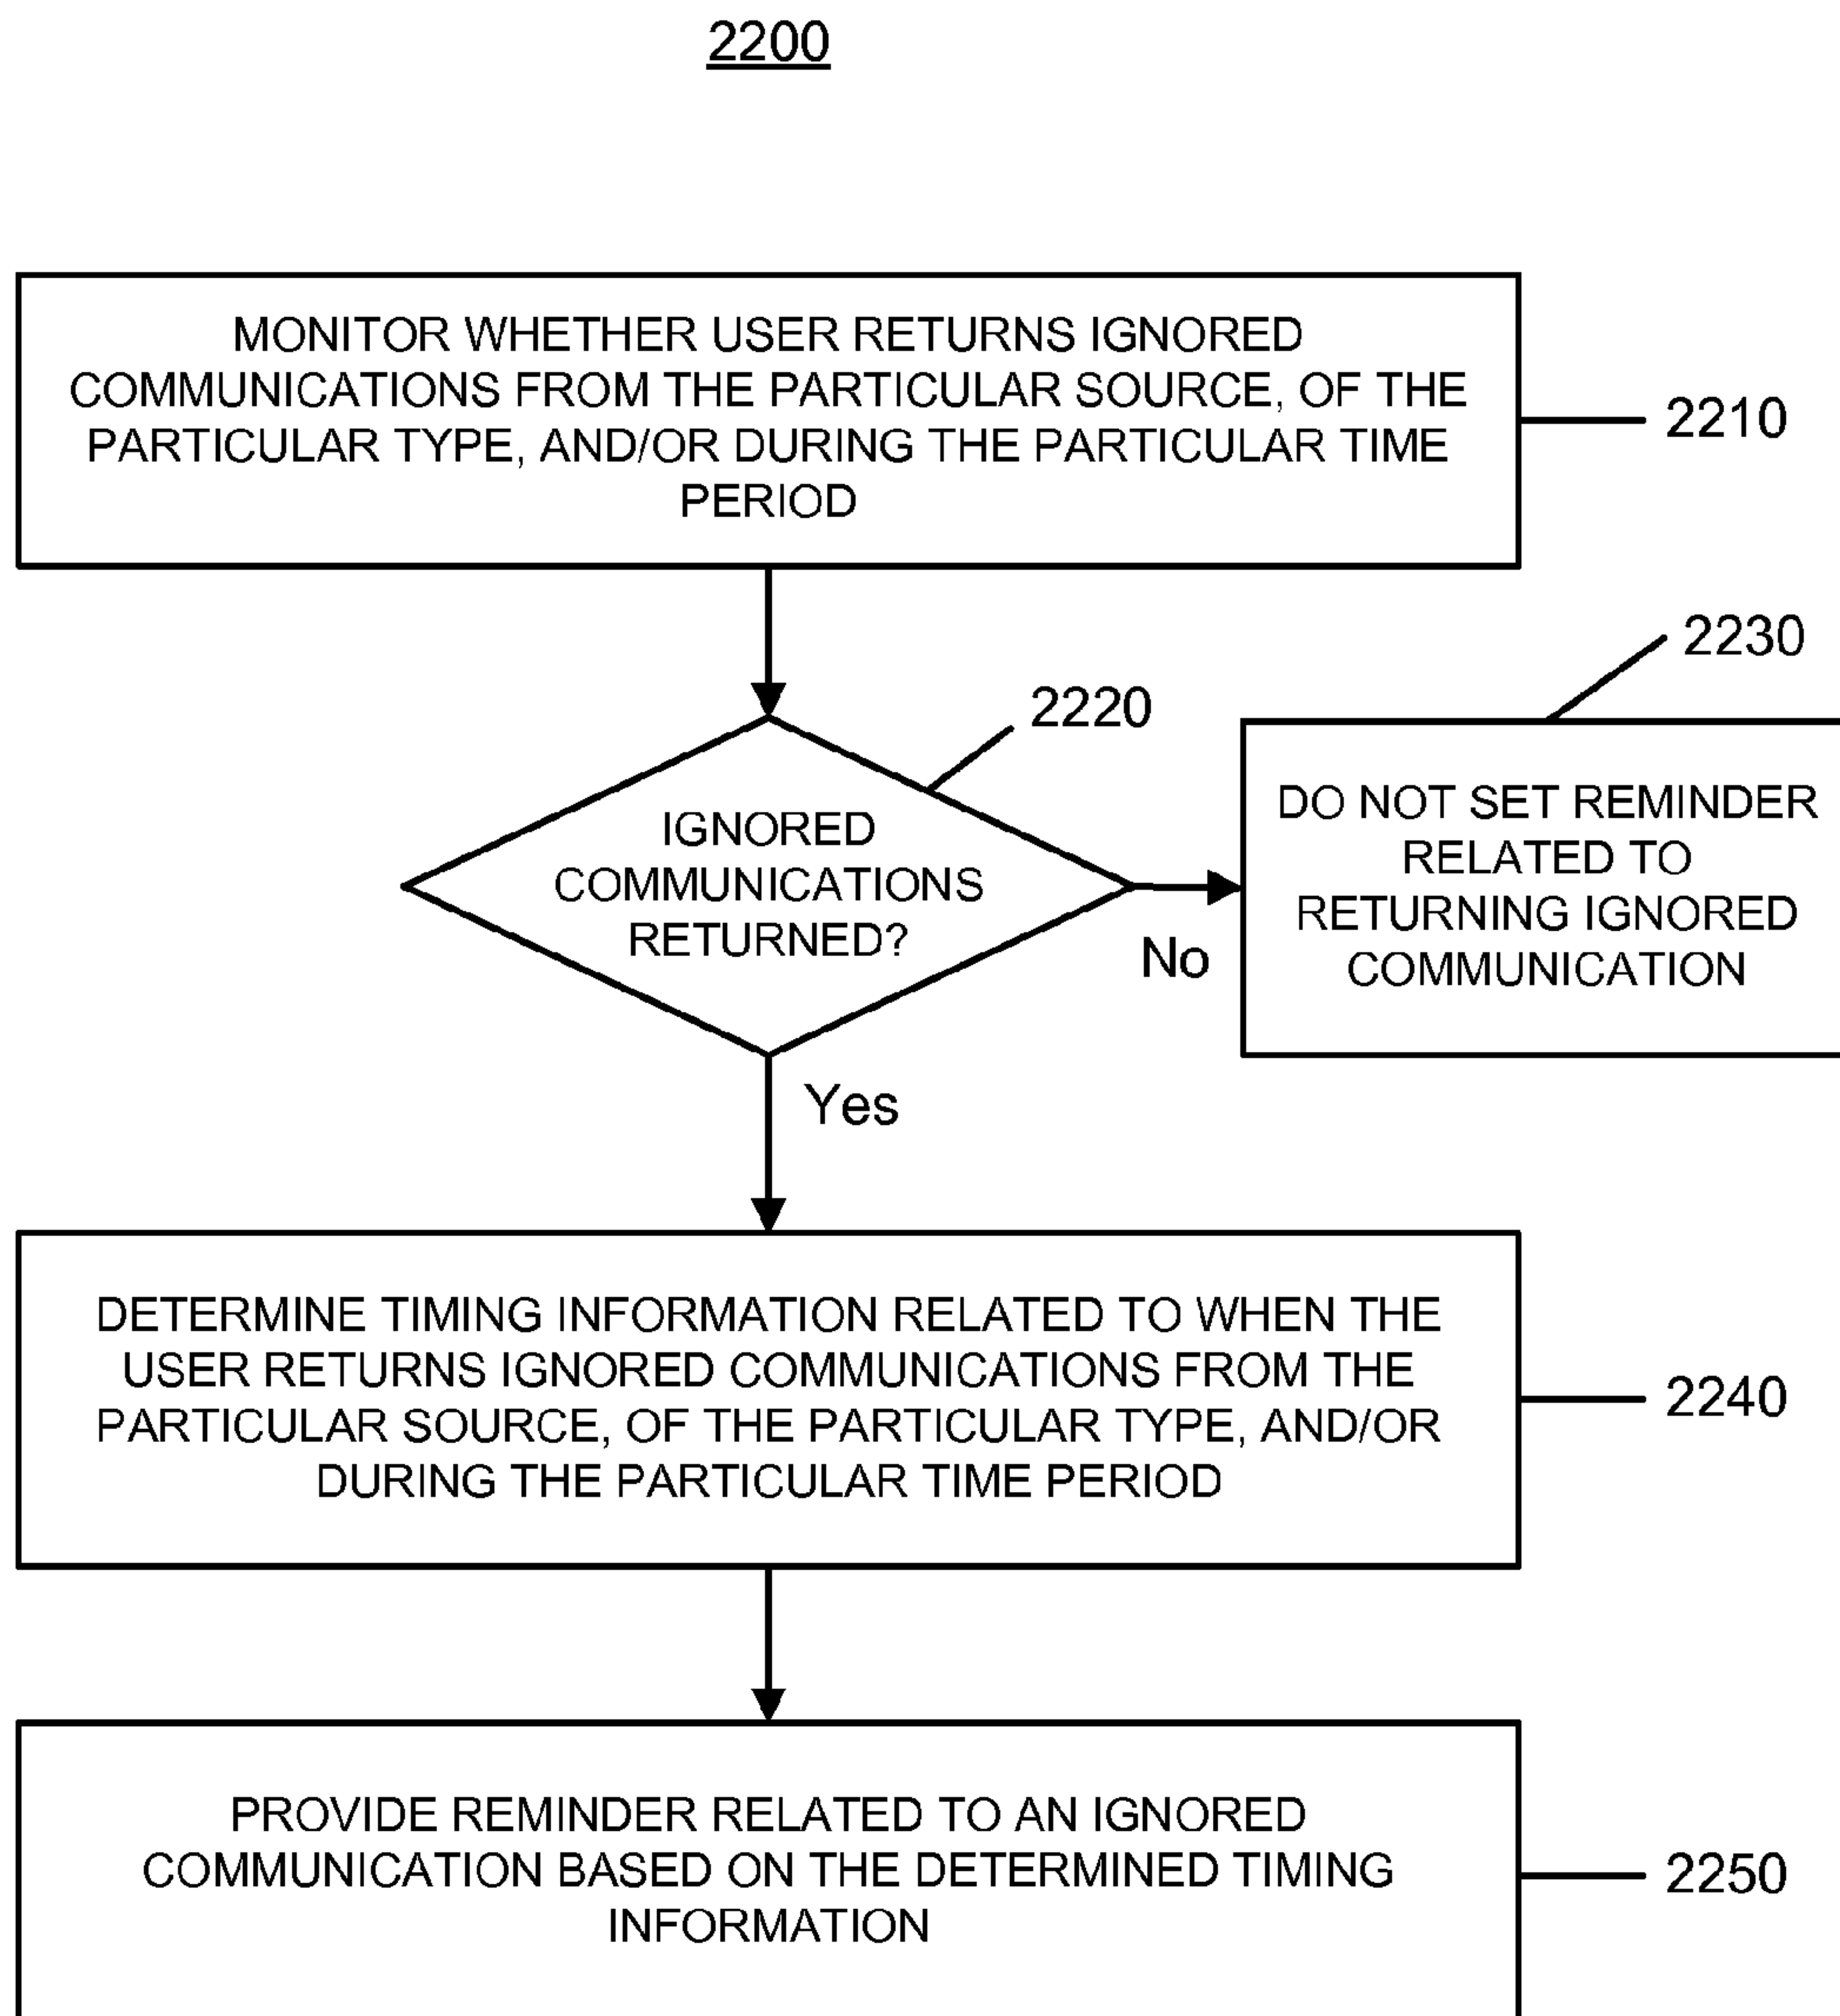 2200
MONITOR WHETHER USER RETURNS IGNORED
COMMUNICATIONS FROM THE PARTICULAR SOURCE, OF THE
PARTICULAR TYPE, AND/OR DURING THE PARTICULAR TIME
PERIOD
2210
2220
IGNORED
COMMUNICATIONS
RETURNED?
No
2230
DO NOT SET REMINDER
RELATED TO
RETURNING IGNORED
COMMUNICATION
Yes
DETERMINE TIMING INFORMATION RELATED TO WHEN THE
USER RETURNS IGNORED COMMUNICATIONS FROM THE
PARTICULAR SOURCE, OF THE PARTICULAR TYPE, AND/OR
DURING THE PARTICULAR TIME PERIOD
2240
PROVIDE REMINDER RELATED TO AN IGNORED
COMMUNICATION BASED ON THE DETERMINED TIMING
INFORMATION
2250